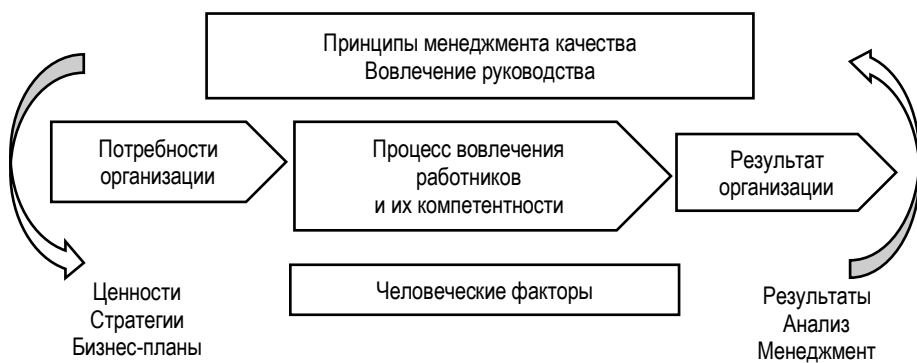 Принципы менеджмента качества
Вовлечение руководства
Потребности
организации
Процесс вовлечения
работников
и их компетентности
Результат
организации
Ценности
Стратегии
Бизнес-планы
Человеческие факторы
Результаты
Анализ
Менеджмент